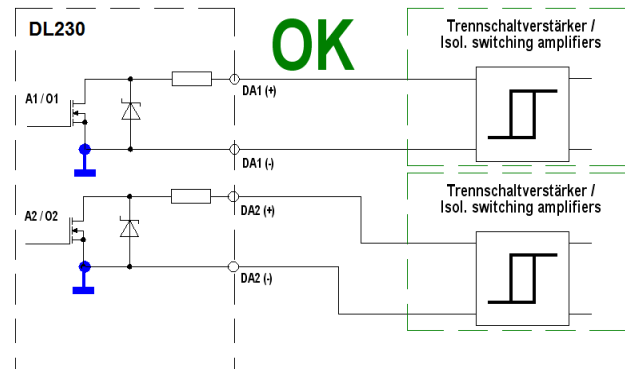 DL230
OK
Trennschaltverstärker /
Isol. switching amplifiers
A1 / O1
DA1 (+)
DA1 (-)
Trennschaltverstärker /
Isol. switching amplifiers
A2 / O2
DA2 (+)
DA2 (-)